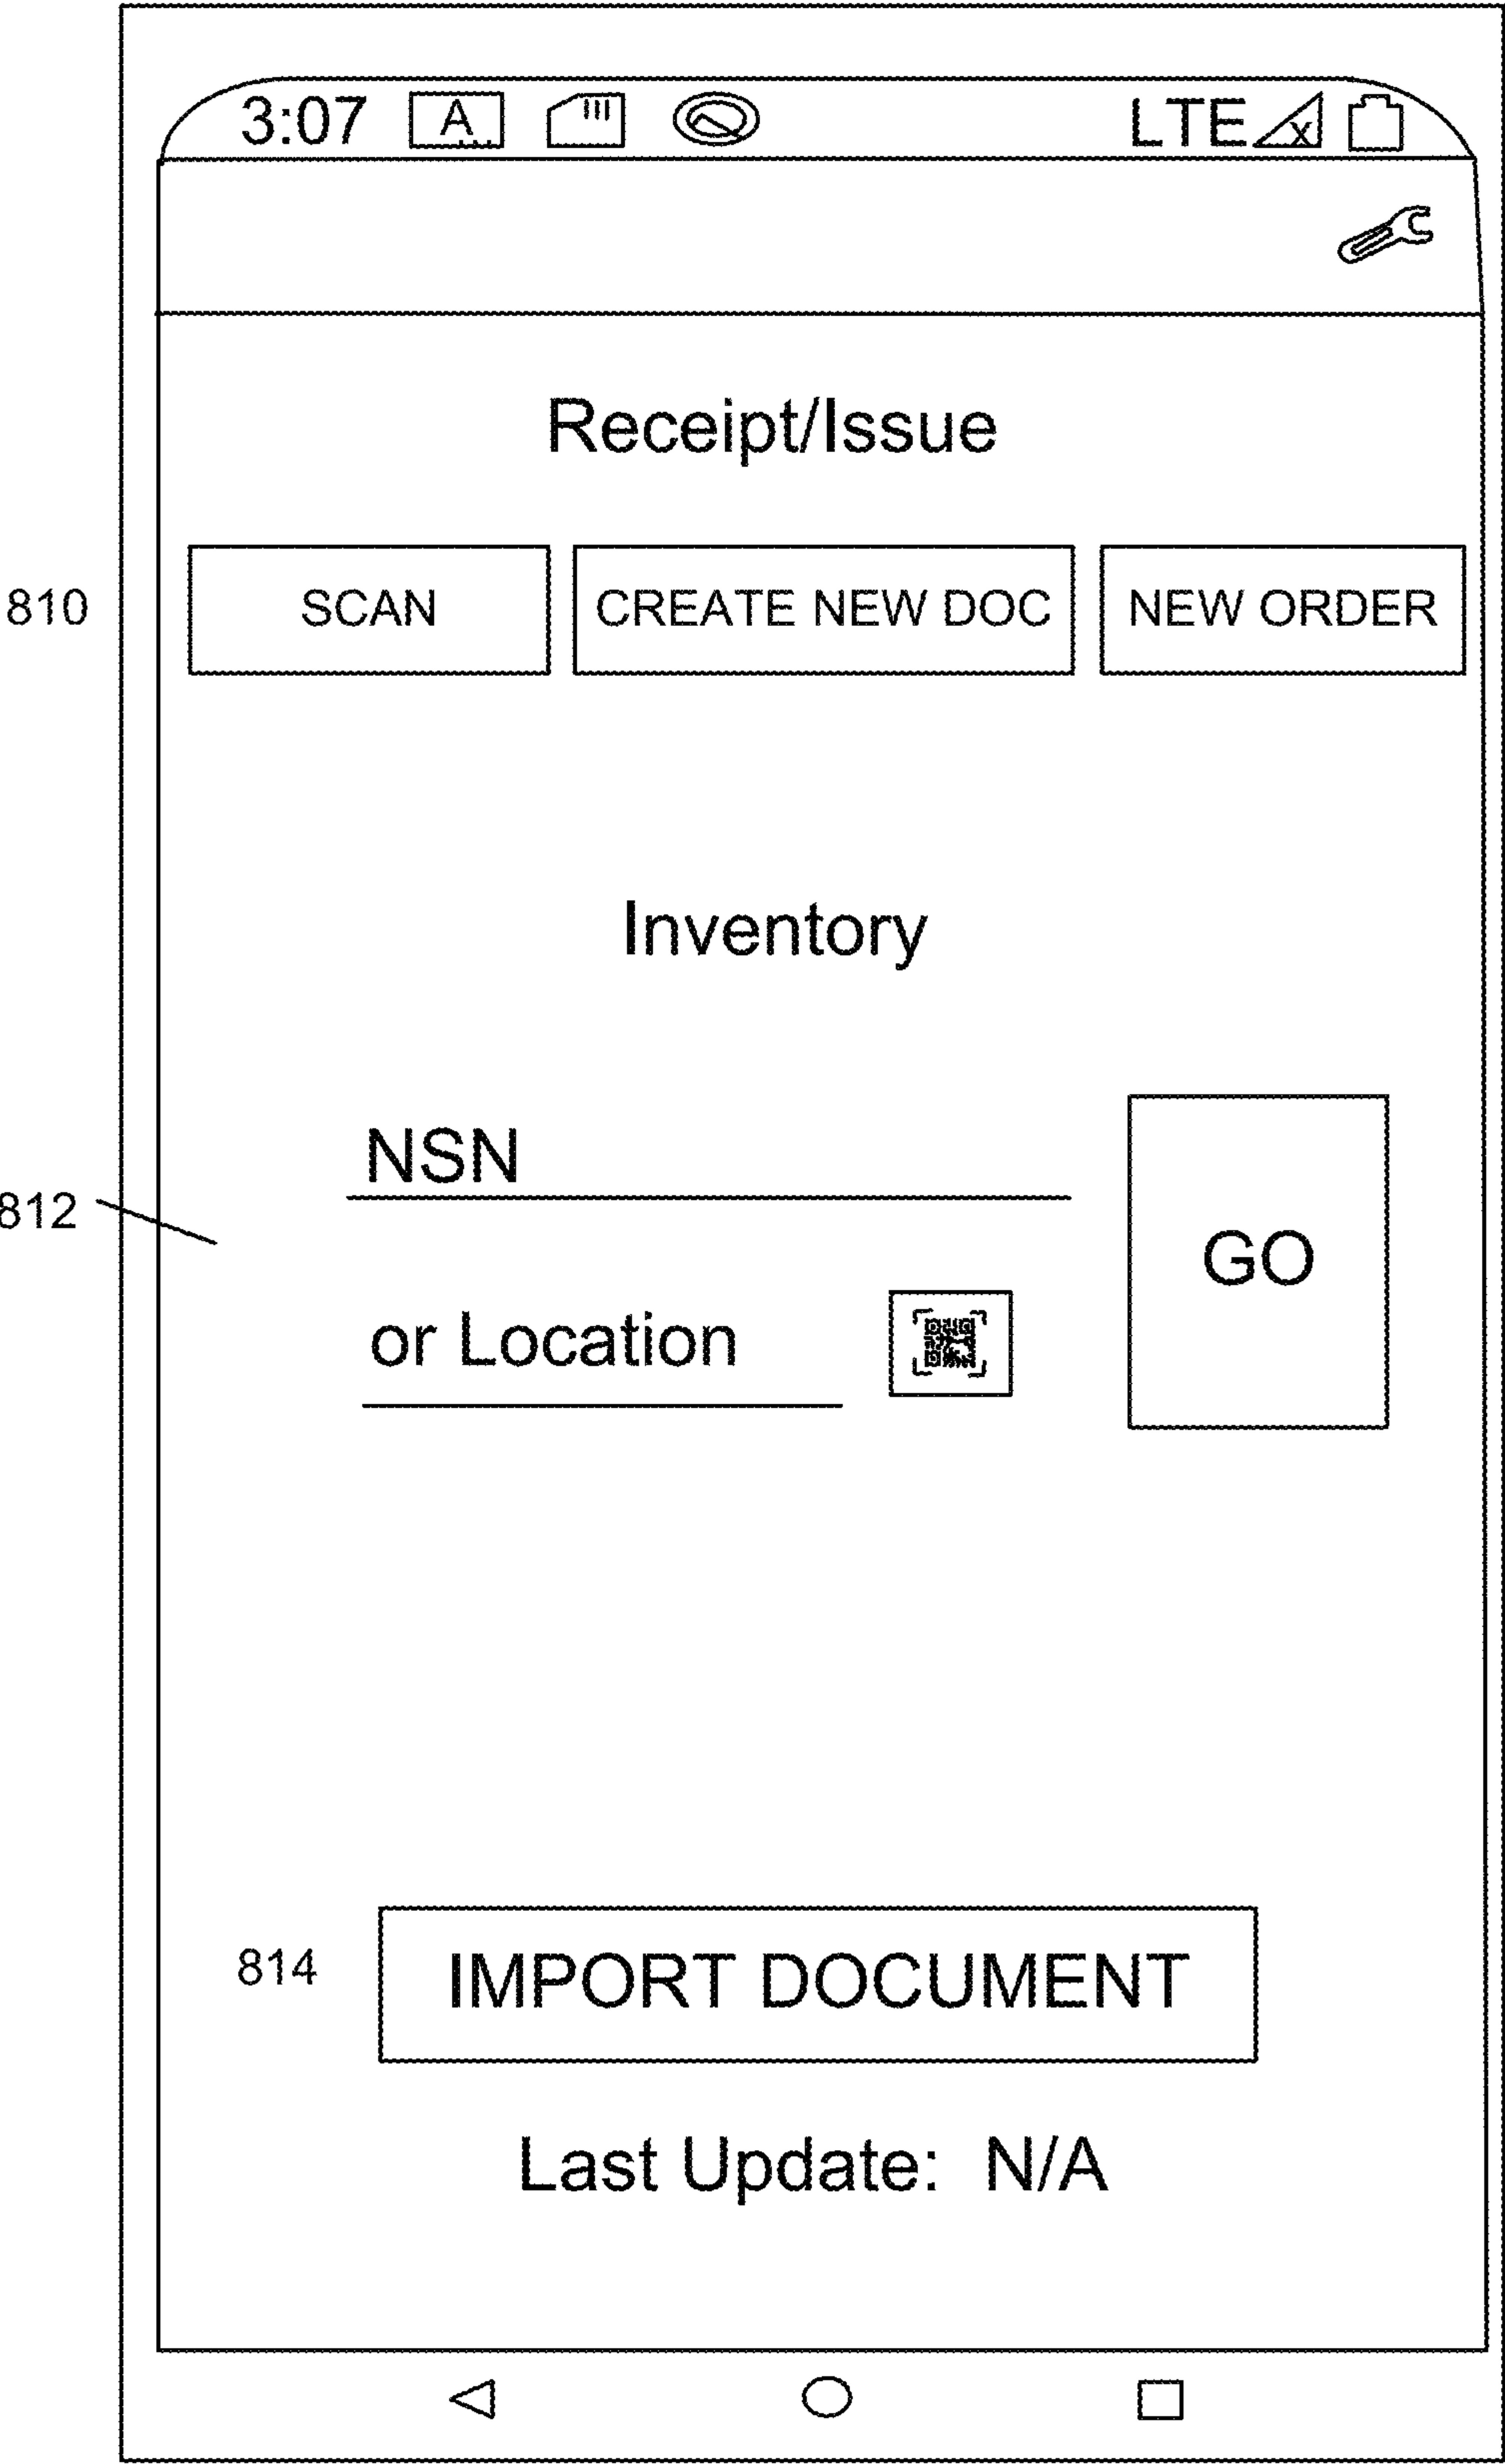 3:07 A LTE X
Receipt/Issue
810 SCAN CREATE NEW DOC NEW ORDER
Inventory
NSN
812
GO
or Location
814 IMPORT DOCUMENT
Last Update: N/A